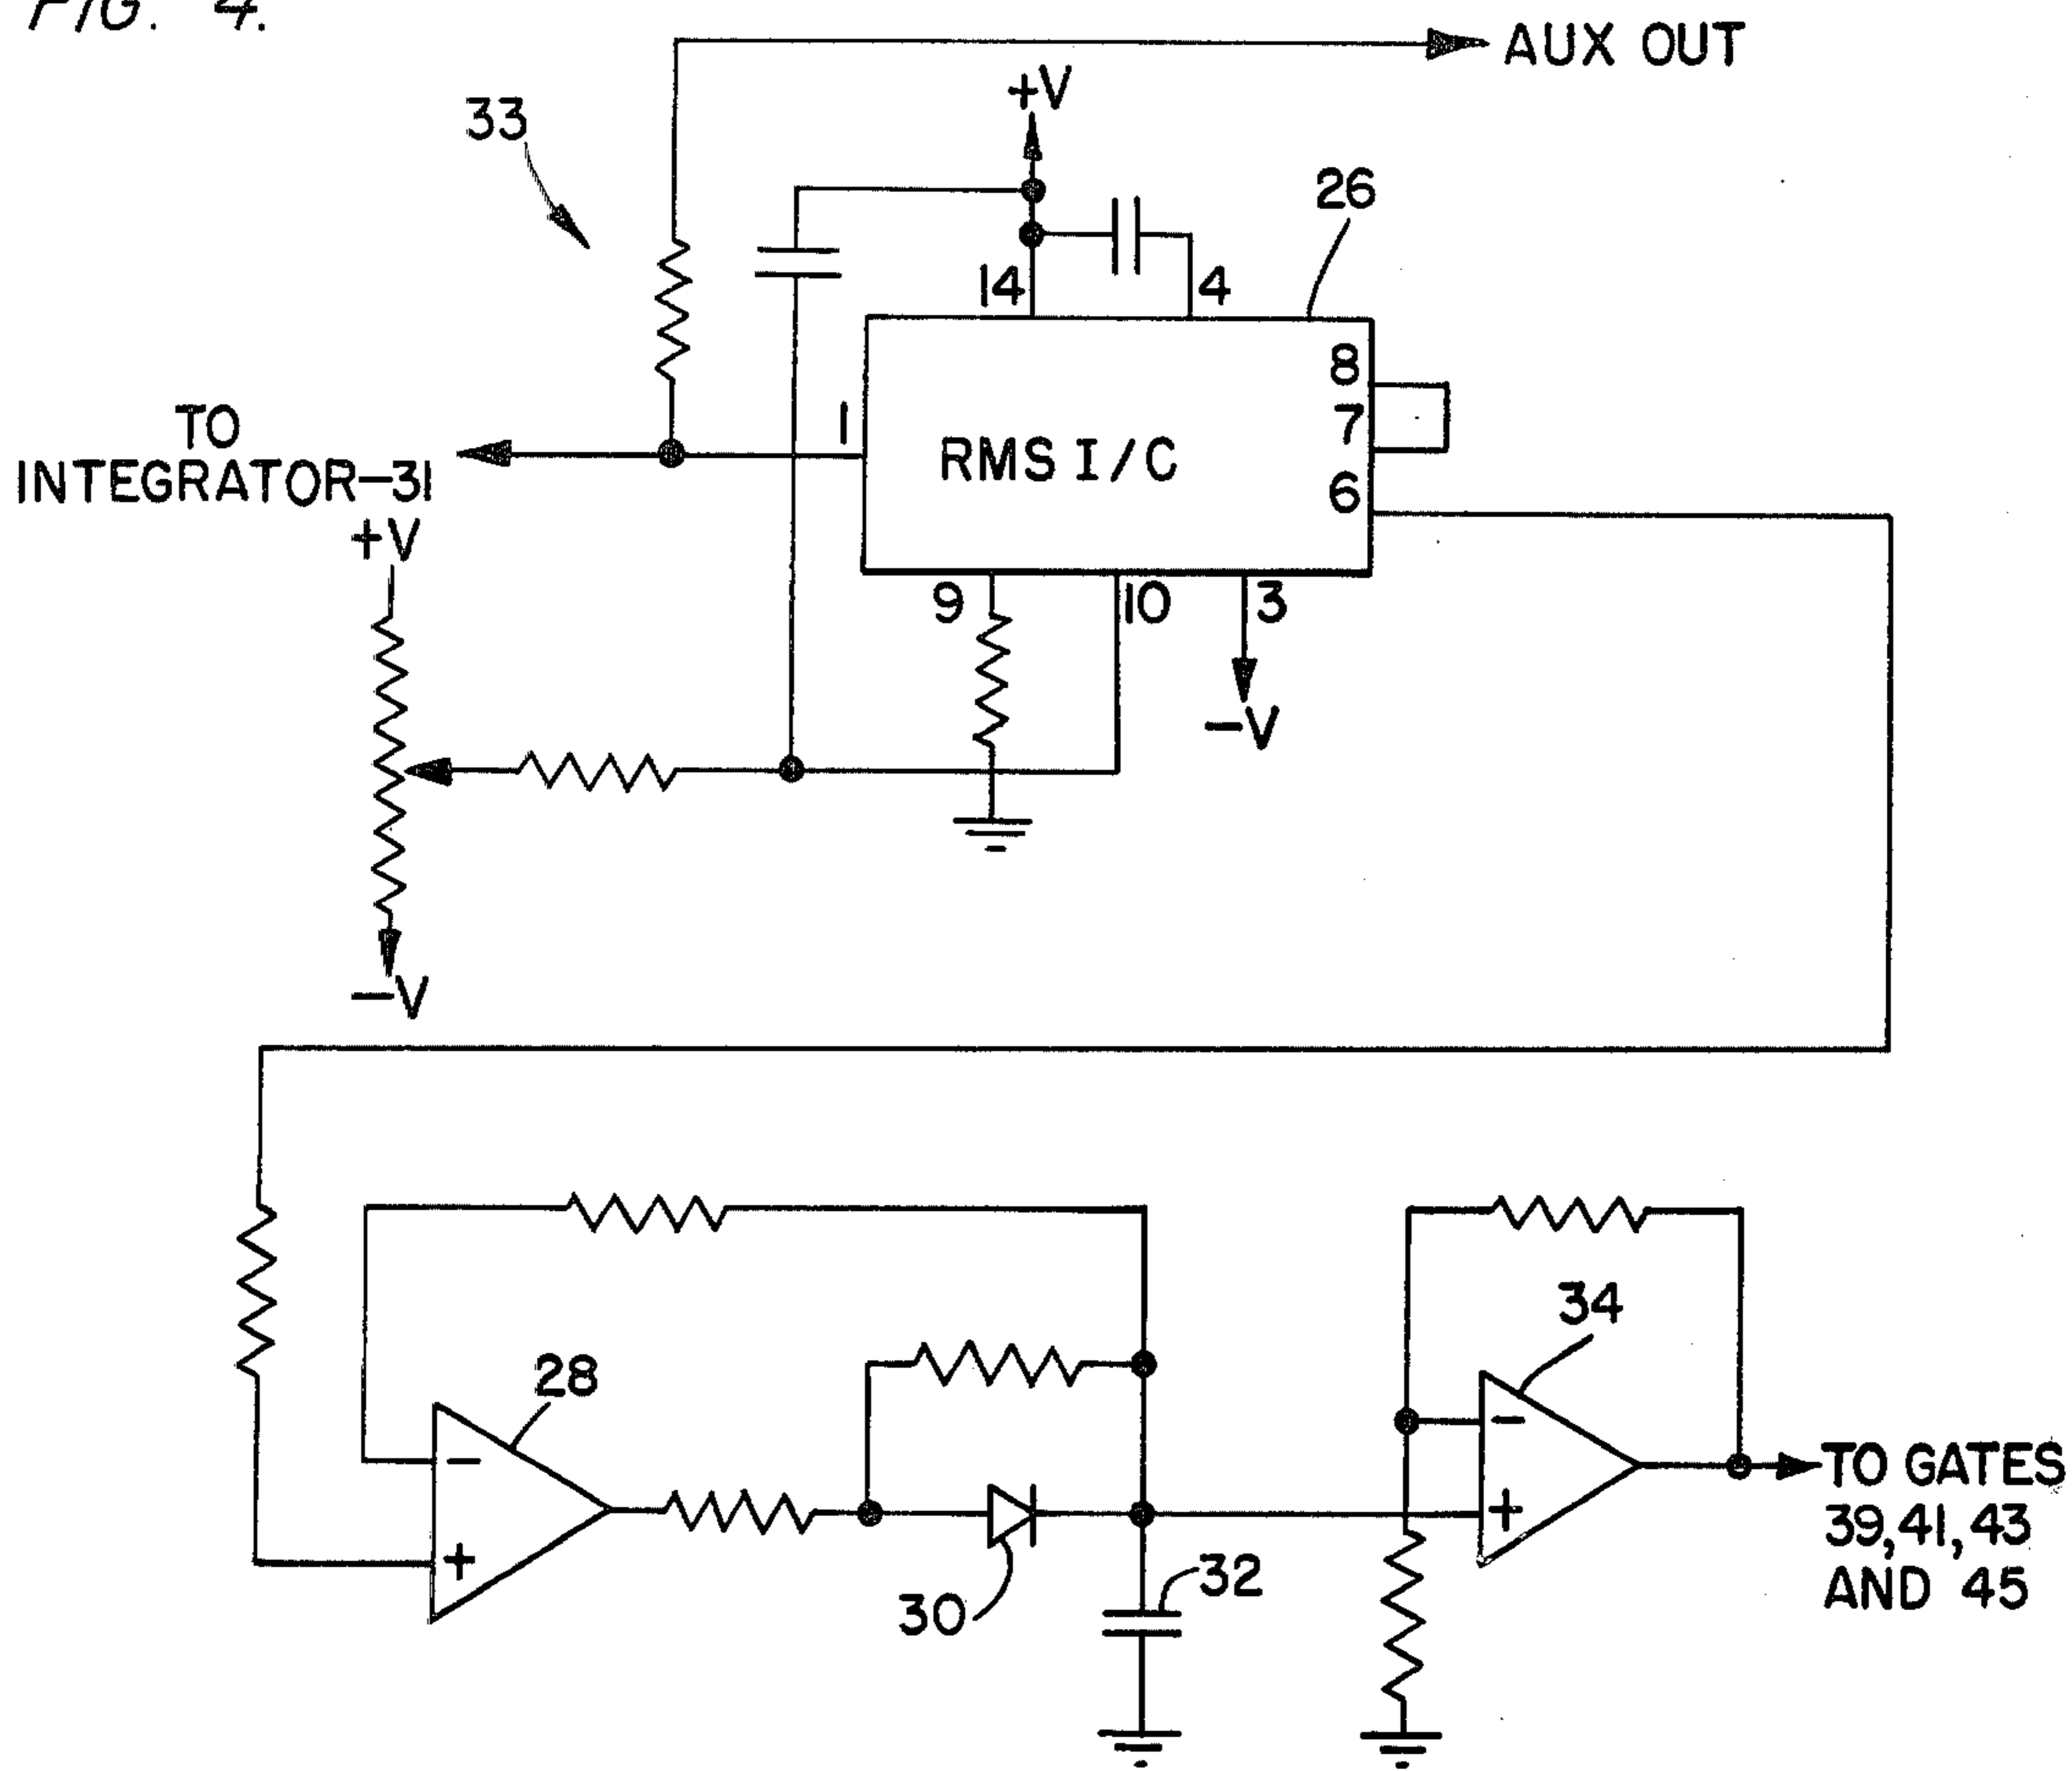 FIG. 4.
AUX OUT
+V
33
26
14
4
8
TO
INTEGRATOR-31
1
RMS I/C
7
6
+V
9
10
3
-V
-V
28
34
-
-
+
+
TO GATES
39,41,43
AND 45
30
32